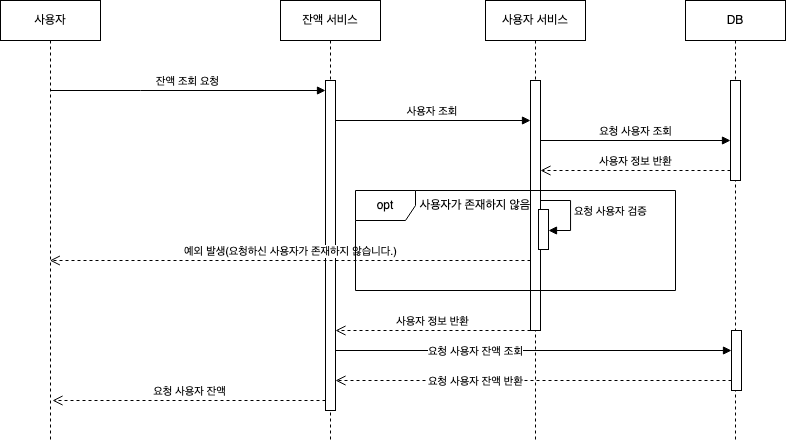 사용자
잔액 서비스
사용자 서비스
DB
잔액 조회 요청
사용자 조회
요청 사용자 조회
사용자 정보 반환
opt
사용자가 존재하지 않음
요청 사용자 검증
예외 발생(요청하신 사용자가 존재하지 않습니다.)
사용자 정보 반환
요청 사용자 잔액 조회
요청 사용자 잔액 반환
요청 사용자 잔액